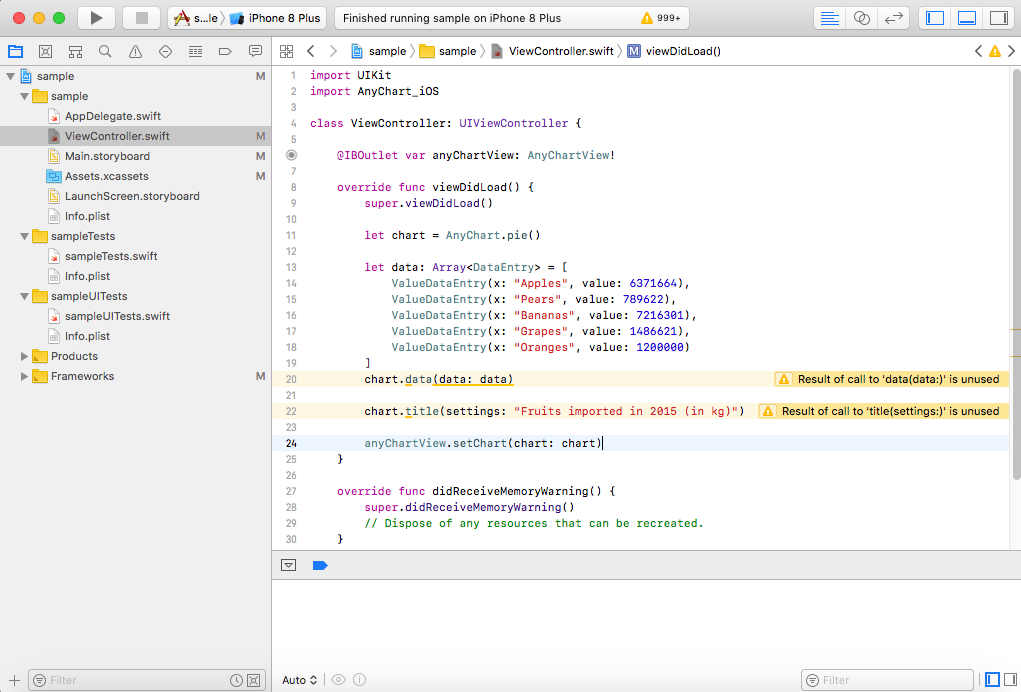 s...le iPhone 8 Plus
Finished running sample on iPhone 8 Plus 999+
sample sample ViewController.swift M viewDidLoad()
sample M
sample
AppDelegate.swift
ViewController.swift M
Main.storyboard M
Assets.xcassets M
LaunchScreen.storyboard
Info.plist
sampleTests
sampleTests.swift
Info.plist
sampleUITests
sampleUITests.swift
Info.plist
Products
Frameworks M
Filter
1 import UIKit
2 import AnyChart_iOS
3
4 class ViewController: UIViewController {
5
@IBOutlet var anyChartView: AnyChartView!
7
8 override func viewDidLoad() {
9 super.viewDidLoad()
10
11 let chart = AnyChart.pie()
12
13 let data: Array<DataEntry> = [
14 ValueDataEntry(x: "Apples", value: 6371664),
15 ValueDataEntry(x: "Pears", value: 789622),
16 ValueDataEntry(x: "Bananas", value: 7216301),
17 ValueDataEntry(x: "Grapes", value: 1486621),
18 ValueDataEntry(x: "Oranges", value: 1200000)
19 ]
20 chart.data(data: data) Result of call to 'data(data:)' is unused
21
22 chart.title(settings: "Fruits imported in 2015 (in kg)") Result of call to 'title(settings:)' is unused
23
24 anyChartView.setChart(chart: chart)
25 }
26
27 override func didReceiveMemoryWarning() {
28 super.didReceiveMemoryWarning()
29 // Dispose of any resources that can be recreated.
30 }
Auto
Filter